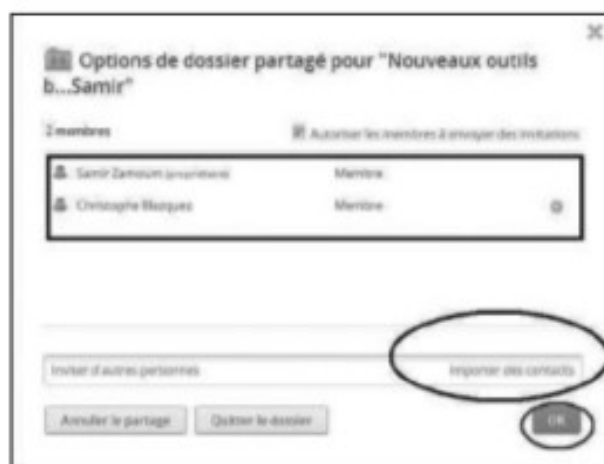 Options de dossier partagé pour "Nouveaux outils
b...Samir"
2 membres Autoriser les membres à envoyer des invitations
Samir Zamoum (propriétaire) Membre
Christophe Blazquez Membre
Inviter d'autres personnes Importer des contacts
Annuler le partage Quitter le dossier OK